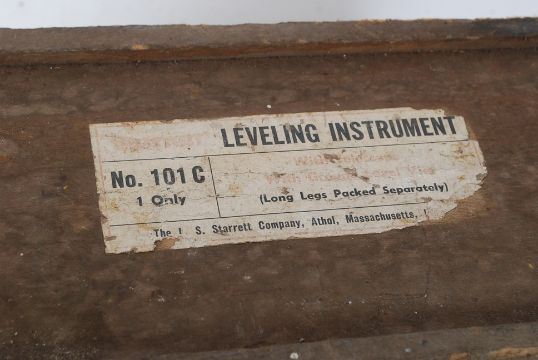 LEVELING INSTRUMENT
No. 101 C
1 Only
(Long Legs Packed Separately)
The L. S. Starrett Company, Athol, Massachusetts,